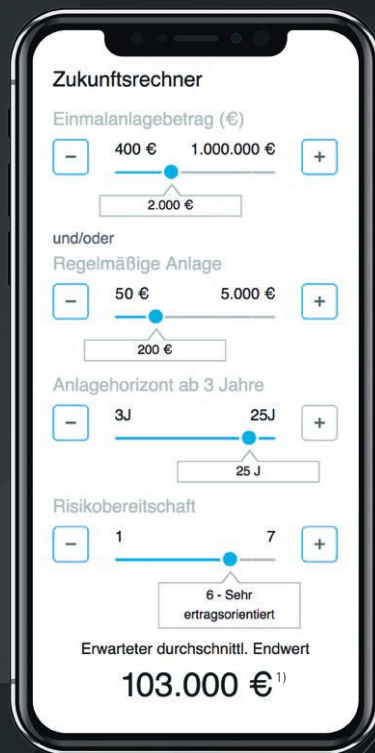 Zukunftsrechner
Einmalanlagebetrag (€)
− 400 € 1.000.000 € +
2.000 €
und/oder
Regelmäßige Anlage
− 50 € 5.000 € +
200 €
Anlagehorizont ab 3 Jahre
− 3J 25J +
25 J
Risikobereitschaft
− 1 7 +
6 - Sehr
ertragsorientiert
Erwarteter durchschnittl. Endwert
103.000 € 1)